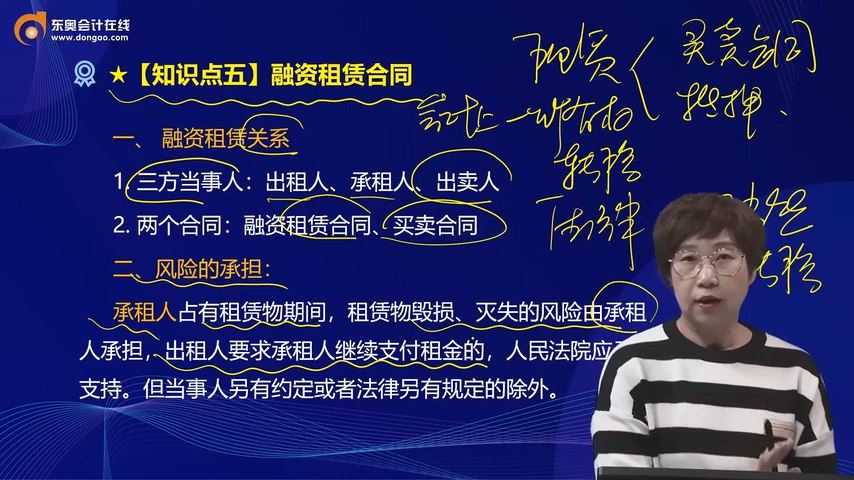 东奥会计在线
www.dongao.com
★【知识点五】融资租赁合同
一、 融资租赁关系
1. 三方当事人：出租人、承租人、出卖人
2. 两个合同：融资租赁合同、买卖合同
二、风险的承担：
承租人占有租赁物期间，租赁物毁损、灭失的风险由承租
人承担，出租人要求承租人继续支付租金的，人民法院应
支持。但当事人另有约定或者法律另有规定的除外。
买卖合同
抵押、
会计上
转移